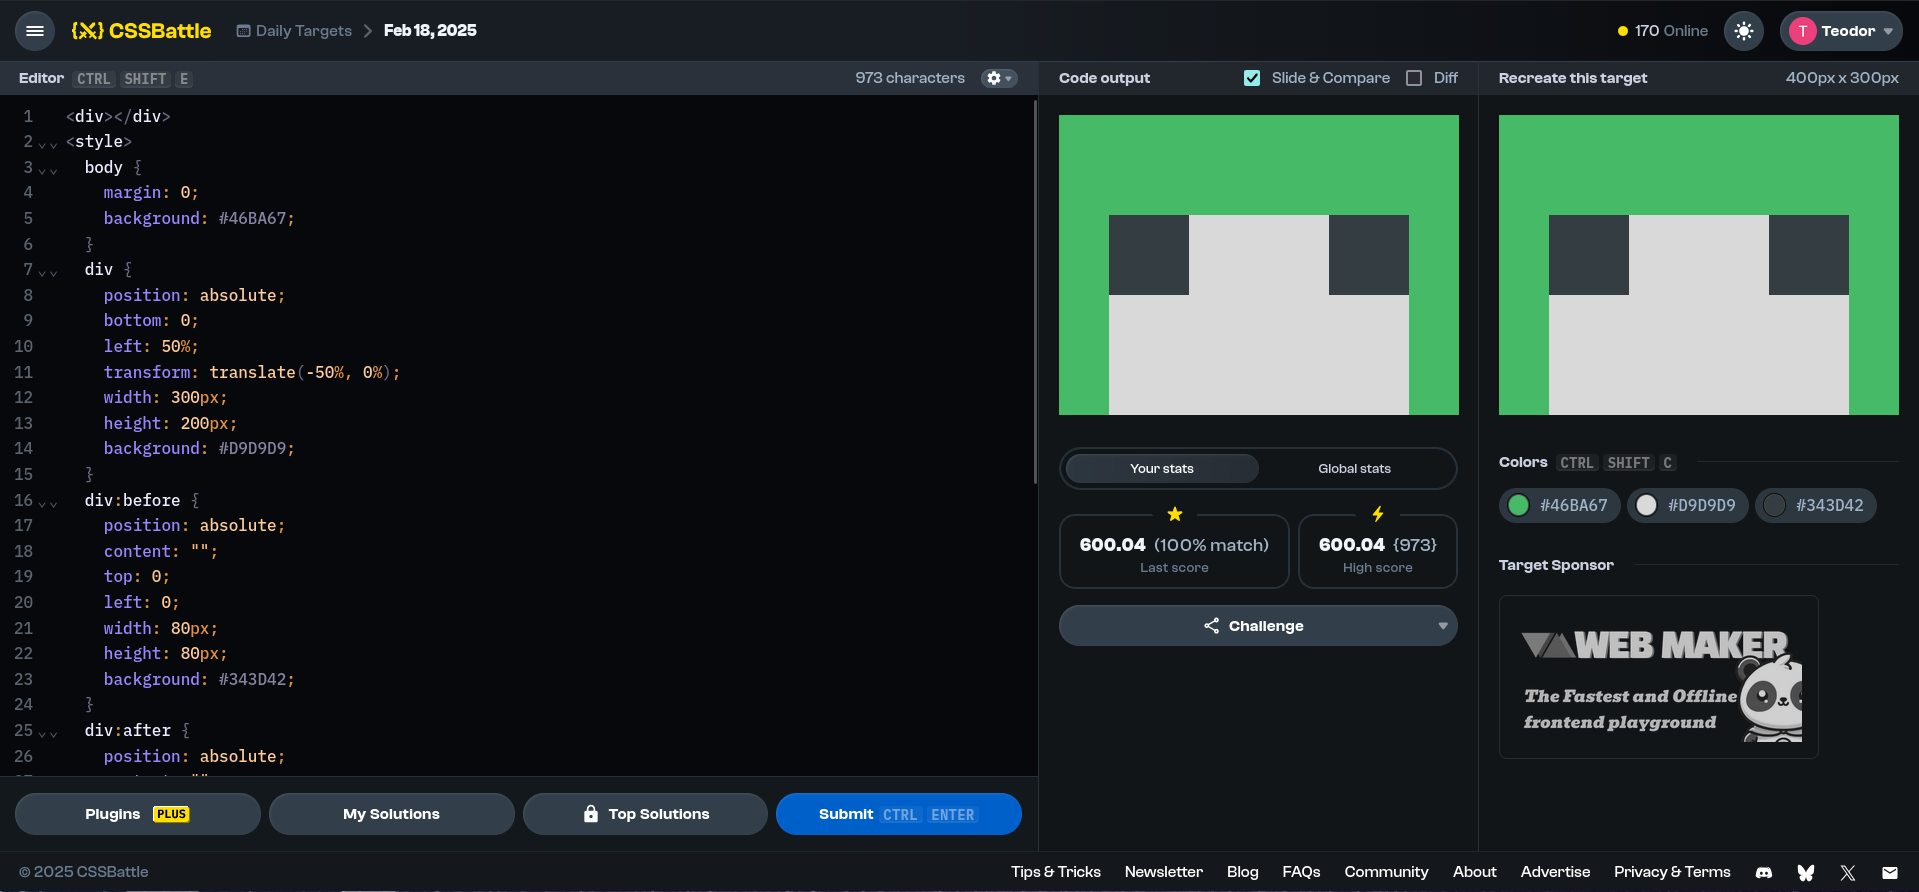 CSSBattle
Daily Targets
Feb 18, 2025
170 Online
T
Teodor
Editor CTRL SHIFT E
973 characters
1 <div></div>
2 <style>
3 body {
4 margin: 0;
5 background: #46BA67;
6 }
7 div {
8 position: absolute;
9 bottom: 0;
10 left: 50%;
11 transform: translate(-50%, 0%);
12 width: 300px;
13 height: 200px;
14 background: #D9D9D9;
15 }
16 div:before {
17 position: absolute;
18 content: "";
19 top: 0;
20 left: 0;
21 width: 80px;
22 height: 80px;
23 background: #343D42;
24 }
25 div:after {
26 position: absolute;
Plugins PLUS
My Solutions
Top Solutions
Submit CTRL ENTER
Code output
Slide & Compare
Diff
Your stats
Global stats
600.04 (100% match)
Last score
600.04 {973}
High score
Challenge
Recreate this target
400px x 300px
Colors CTRL SHIFT C
#46BA67
#D9D9D9
#343D42
Target Sponsor
WEB MAKER
The Fastest and Offline
frontend playground
© 2025 CSSBattle
Tips & Tricks
Newsletter
Blog
FAQs
Community
About
Advertise
Privacy & Terms